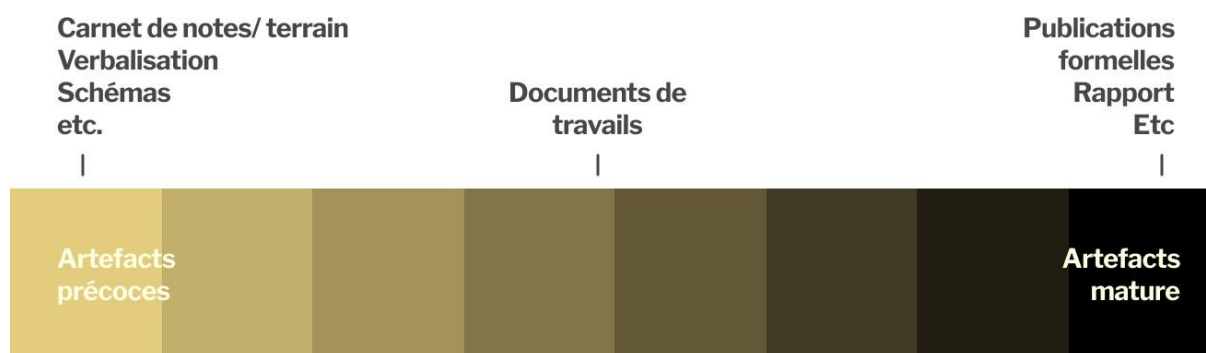 Carnet de notes/ terrain
Verbalisation
Schémas
etc.
Documents de
travails
Publications
formelles
Rapport
Etc
Artefacts
précoces
Artefacts
mature